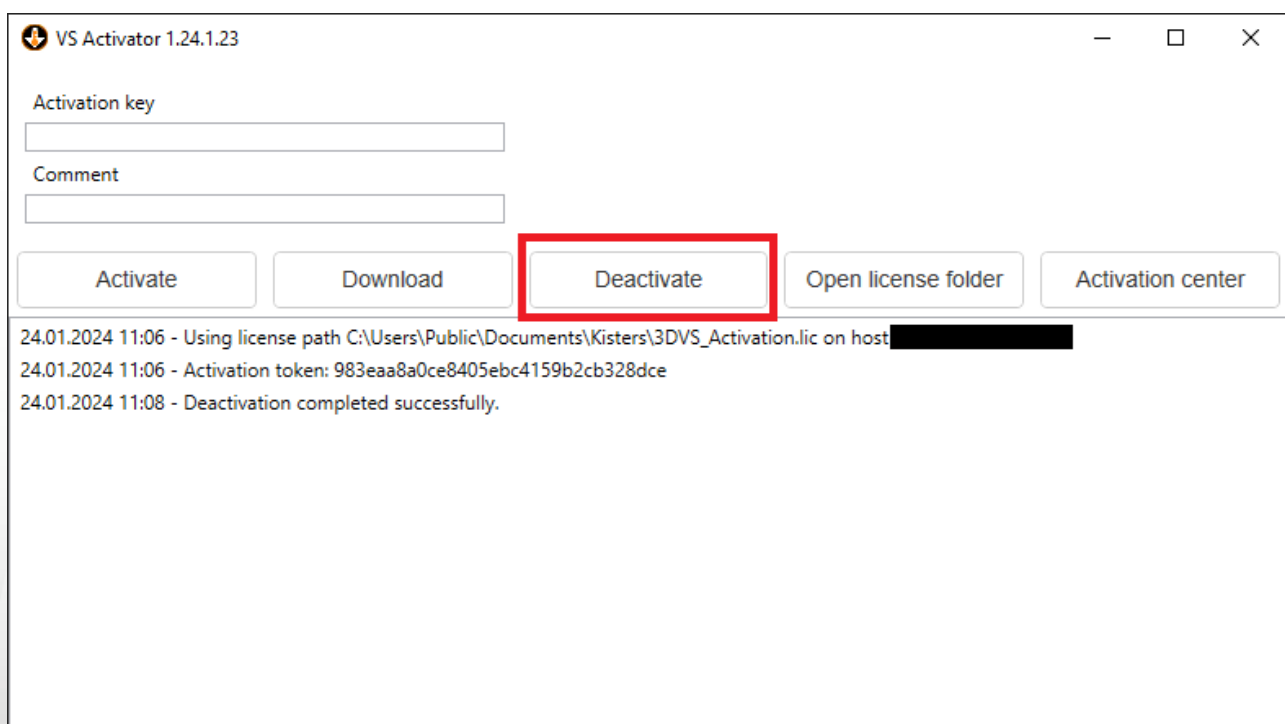 VS Activator 1.24.1.23
Activation key
Comment
Activate Download Deactivate Open license folder Activation center
24.01.2024 11:06 - Using license path C:\Users\Public\Documents\Kisters\3DVS_Activation.lic on host
24.01.2024 11:06 - Activation token: 983eaa8a0ce8405ebc4159b2cb328dce
24.01.2024 11:08 - Deactivation completed successfully.